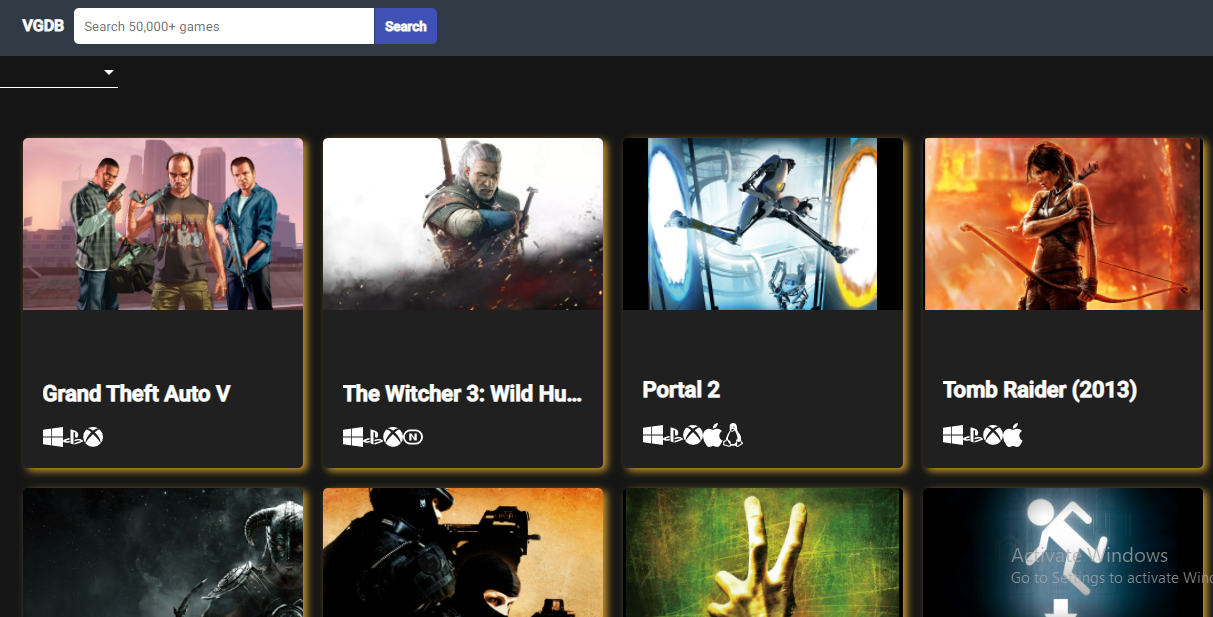 VGDB
Search 50,000+ games
Search
Grand Theft Auto V
The Witcher 3: Wild Hu...
Portal 2
Tomb Raider (2013)
N
Activate Windows
Go to Settings to activate Win